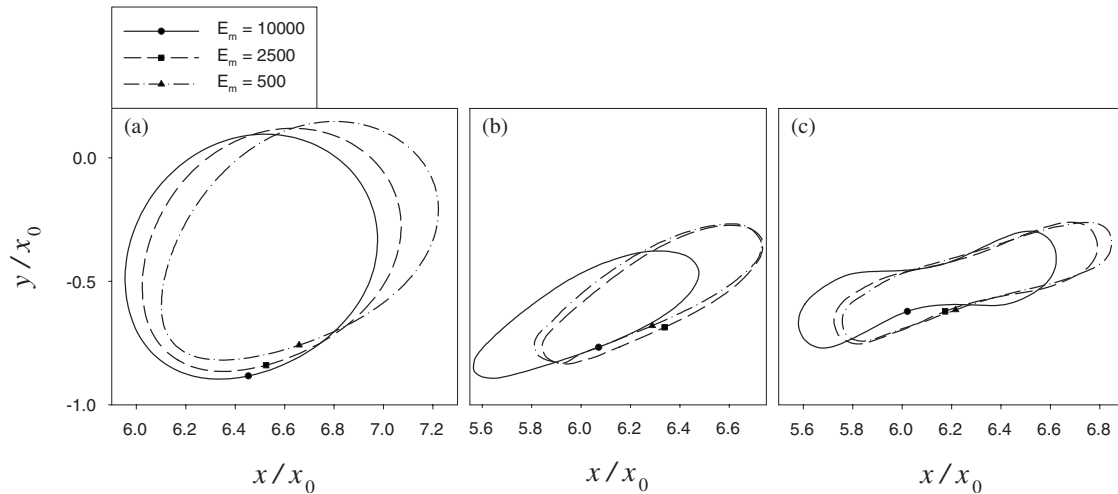 E_m = 10000
E_m = 2500
E_m = 500
(a) (b) (c)
0.0
-0.5
-1.0
y/x_0
6.0 6.2 6.4 6.6 6.8 7.0 7.2 5.6 5.8 6.0 6.2 6.4 6.6 5.6 5.8 6.0 6.2 6.4 6.6 6.8
x/x_0 x/x_0 x/x_0